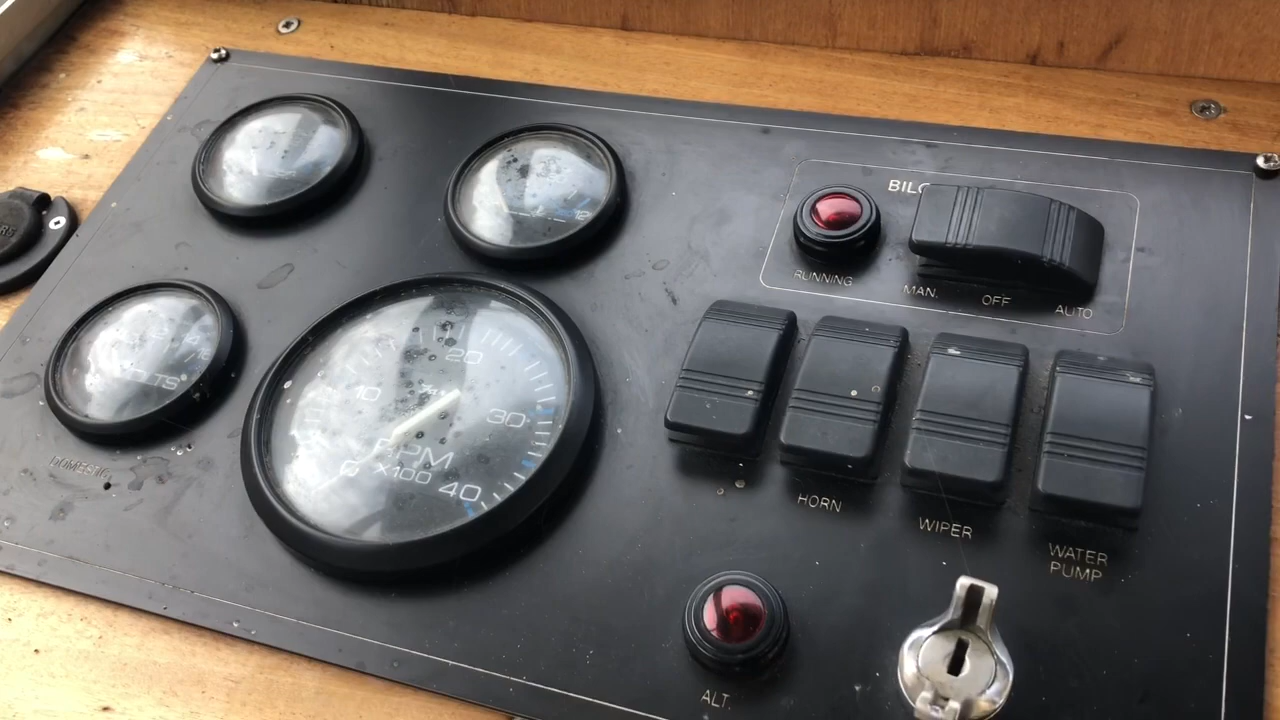 BILG
RUNNING
MAN.
OFF
AUTO
12
VOLTS
DOMESTIC
10
20
30
RPM
X100
0
40
HORN
WIPER
WATER
PUMP
ALT.